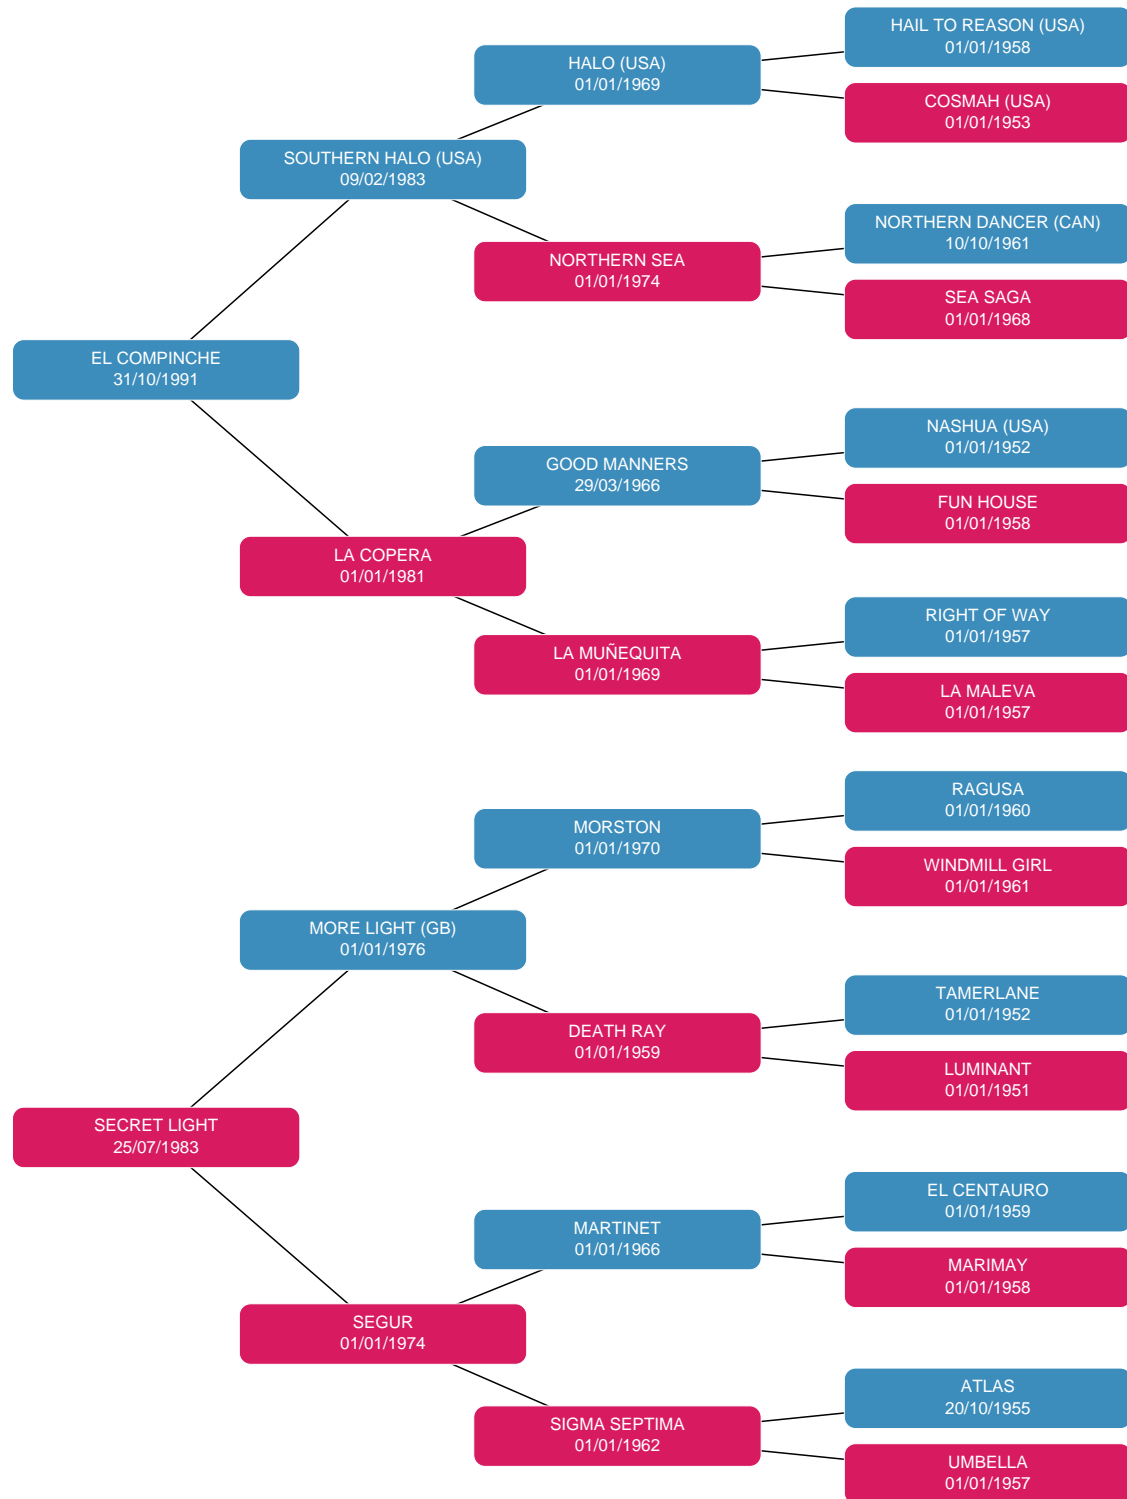 HAIL TO REASON (USA)
01/01/1958
HALO (USA)
01/01/1969
COSMAH (USA)
01/01/1953
SOUTHERN HALO (USA)
09/02/1983
NORTHERN DANCER (CAN)
10/10/1961
NORTHERN SEA
01/01/1974
SEA SAGA
01/01/1968
EL COMPINCHE
31/10/1991
NASHUA (USA)
01/01/1952
GOOD MANNERS
29/03/1966
FUN HOUSE
01/01/1958
LA COPERA
01/01/1981
RIGHT OF WAY
01/01/1957
LA MUÑEQUITA
01/01/1969
LA MALEVA
01/01/1957
RAGUSA
01/01/1960
MORSTON
01/01/1970
WINDMILL GIRL
01/01/1961
MORE LIGHT (GB)
01/01/1976
TAMERLANE
01/01/1952
DEATH RAY
01/01/1959
LUMINANT
01/01/1951
SECRET LIGHT
25/07/1983
EL CENTAURO
01/01/1959
MARTINET
01/01/1966
MARIMAY
01/01/1958
SEGUR
01/01/1974
ATLAS
20/10/1955
SIGMA SEPTIMA
01/01/1962
UMBELLA
01/01/1957